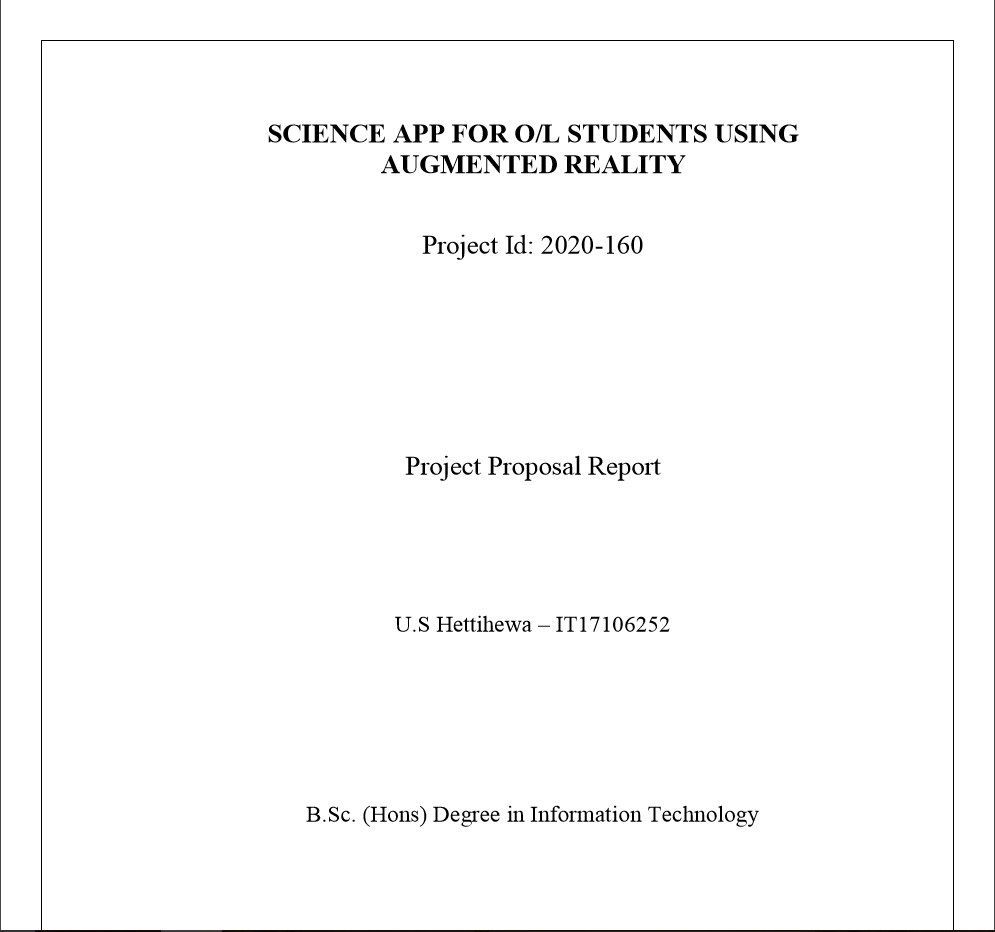 SCIENCE APP FOR O/L STUDENTS USING
AUGMENTED REALITY
Project Id: 2020-160
Project Proposal Report
U.S Hettihewa – IT17106252
B.Sc. (Hons) Degree in Information Technology